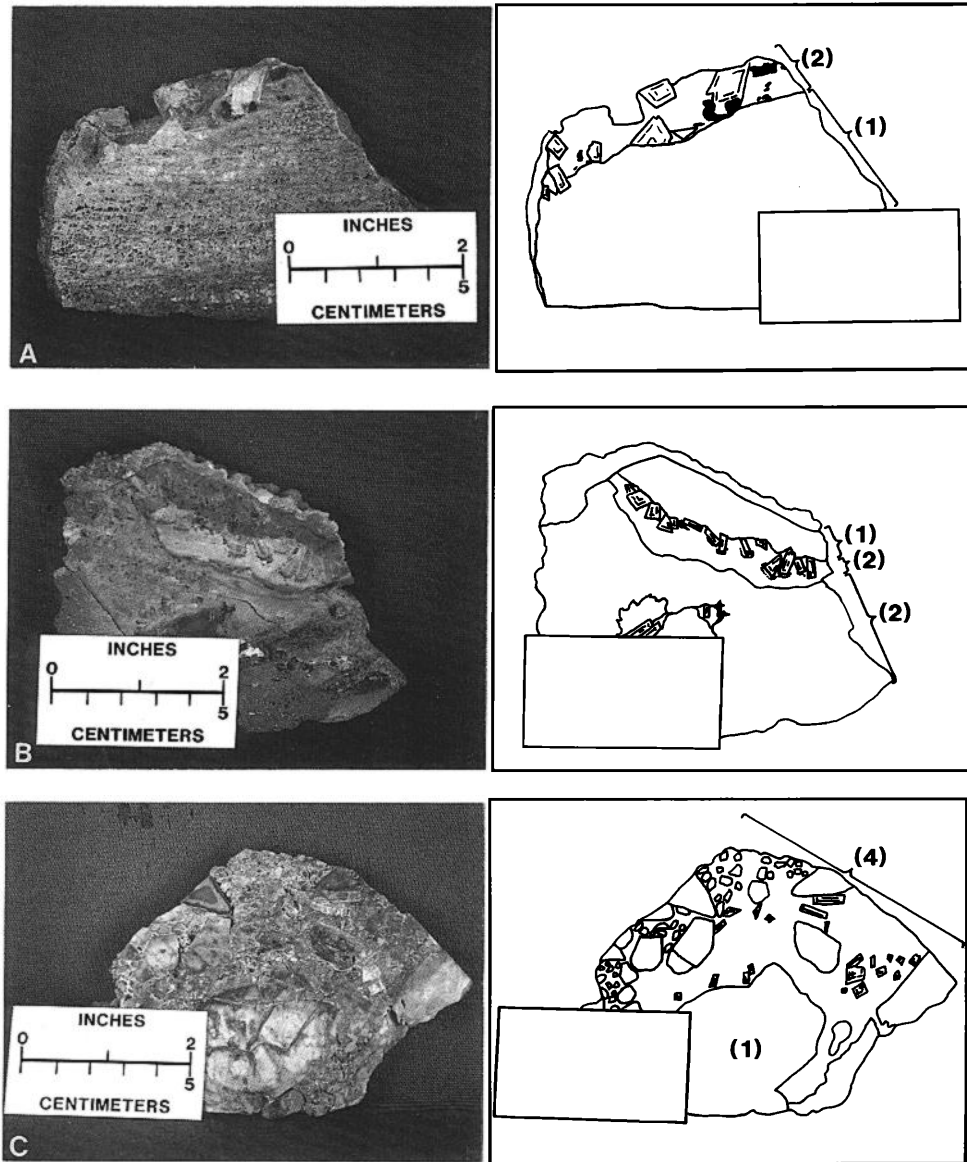 INCHES
0 2
5
CENTIMETERS
A
(2)
(1)
INCHES
0 2
5
CENTIMETERS
B
(1)
(2)
(2)
INCHES
0 2
5
CENTIMETERS
C
(4)
(1)